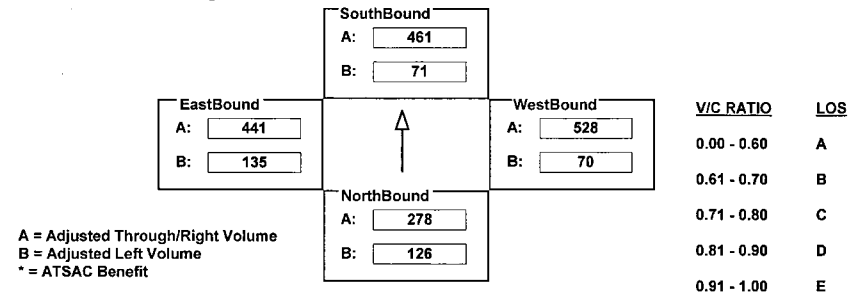 SouthBound
A: 461
B: 71
EastBound
A: 441
B: 135
WestBound
A: 528
B: 70
NorthBound
A: 278
B: 126
A = Adjusted Through/Right Volume
B = Adjusted Left Volume
* = ATSAC Benefit
V/C RATIO LOS
0.00 - 0.60 A
0.61 - 0.70 B
0.71 - 0.80 C
0.81 - 0.90 D
0.91 - 1.00 E